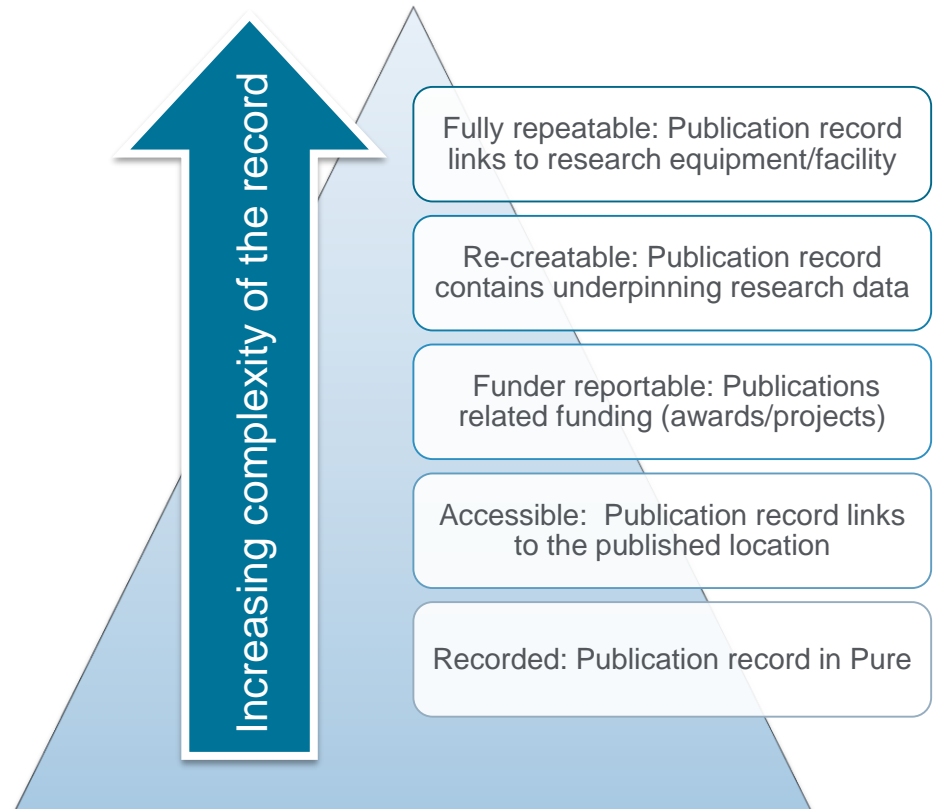 Increasing complexity of the record
Fully repeatable: Publication record
links to research equipment/facility
Re-creatable: Publication record
contains underpinning research data
Funder reportable: Publications
related funding (awards/projects)
Accessible:  Publication record links
to the published location
Recorded: Publication record in Pure